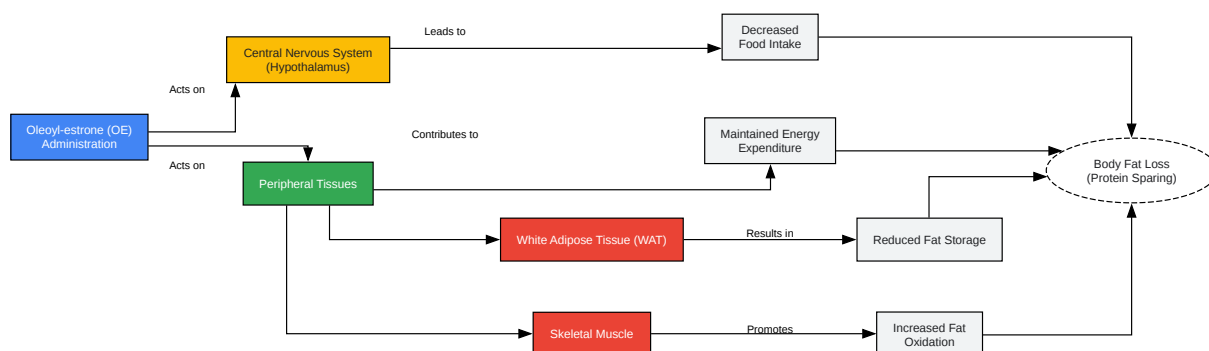 Leads to
Decreased
Food Intake
Central Nervous System
(Hypothalamus)
Acts on
Oleoyl-estrone (OE)
Administration
Contributes to
Maintained Energy
Expenditure
Acts on
Body Fat Loss
(Protein Sparing)
Peripheral Tissues
White Adipose Tissue (WAT)
Results in
Reduced Fat Storage
Skeletal Muscle
Promotes
Increased Fat
Oxidation